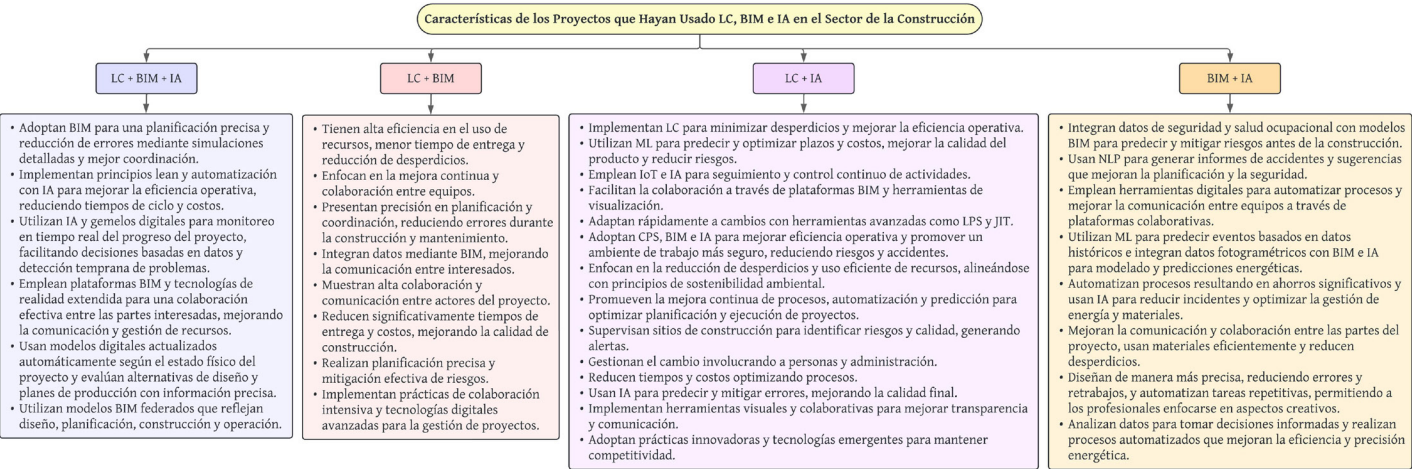 Características de los Proyectos que Hayan Usado LC, BIM e IA en el Sector de la Construcción
LC + BIM + IA
• Adoptan BIM para una planificación precisa y
reducción de errores mediante simulaciones
detalladas y mejor coordinación.
• Implementan principios lean y automatización
con IA para mejorar la eficiencia operativa,
reduciendo tiempos de ciclo y costos.
• Utilizan IA y gemelos digitales para monitoreo
en tiempo real del progreso del proyecto,
facilitando decisiones basadas en datos y
detección temprana de problemas.
• Emplean plataformas BIM y tecnologías de
realidad extendida para una colaboración
efectiva entre las partes interesadas, mejorando
la comunicación y gestión de recursos.
• Usan modelos digitales actualizados
automáticamente según el estado físico del
proyecto y evalúan alternativas de diseño y
planes de producción con información precisa.
• Utilizan modelos BIM federados que reflejan
diseño, planificación, construcción y operación.
LC + BIM
• Tienen alta eficiencia en el uso de
recursos, menor tiempo de entrega y
reducción de desperdicios.
• Enfocan en la mejora continua y
colaboración entre equipos.
• Presentan precisión en planificación y
coordinación, reduciendo errores durante
la construcción y mantenimiento.
• Integran datos mediante BIM, mejorando
la comunicación entre interesados.
• Muestran alta colaboración y
comunicación entre actores del proyecto.
• Reducen significativamente tiempos de
entrega y costos, mejorando la calidad de
construcción.
• Realizan planificación precisa y
mitigación efectiva de riesgos.
• Implementan prácticas de colaboración
intensiva y tecnologías digitales
avanzadas para la gestión de proyectos.
LC + IA
• Implementan LC para minimizar desperdicios y mejorar la eficiencia operativa.
• Utilizan ML para predecir y optimizar plazos y costos, mejorar la calidad del
producto y reducir riesgos.
• Emplean IoT e IA para seguimiento y control continuo de actividades.
• Facilitan la colaboración a través de plataformas BIM y herramientas de
visualización.
• Adaptan rápidamente a cambios con herramientas avanzadas como LPS y JIT.
• Adoptan CPS, BIM e IA para mejorar eficiencia operativa y promover un
ambiente de trabajo más seguro, reduciendo riesgos y accidentes.
• Enfocan en la reducción de desperdicios y uso eficiente de recursos, alineándose
con principios de sostenibilidad ambiental.
• Promueven la mejora continua de procesos, automatización y predicción para
optimizar planificación y ejecución de proyectos.
• Supervisan sitios de construcción para identificar riesgos y calidad, generando
alertas.
• Gestionan el cambio involucrando a personas y administración.
• Reducen tiempos y costos optimizando procesos.
• Usan IA para predecir y mitigar errores, mejorando la calidad final.
• Implementan herramientas visuales y colaborativas para mejorar transparencia
y comunicación.
• Adoptan prácticas innovadoras y tecnologías emergentes para mantener
competitividad.
BIM + IA
• Integran datos de seguridad y salud ocupacional con modelos
BIM para predecir y mitigar riesgos antes de la construcción.
• Usan NLP para generar informes de accidentes y sugerencias
que mejoran la planificación y la seguridad.
• Emplean herramientas digitales para automatizar procesos y
mejorar la comunicación entre equipos a través de
plataformas colaborativas.
• Utilizan ML para predecir eventos basados en datos
históricos e integran datos fotogramétricos con BIM e IA
para modelado y predicciones energéticas.
• Automatizan procesos resultando en ahorros significativos y
usan IA para reducir incidentes y optimizar la gestión de
energía y materiales.
• Mejoran la comunicación y colaboración entre las partes del
proyecto, usan materiales eficientemente y reducen
desperdicios.
• Diseñan de manera más precisa, reduciendo errores y
retrabajos, y automatizan tareas repetitivas, permitiendo a
los profesionales enfocarse en aspectos creativos.
• Analizan datos para tomar decisiones informadas y realizan
procesos automatizados que mejoran la eficiencia y precisión
energética.